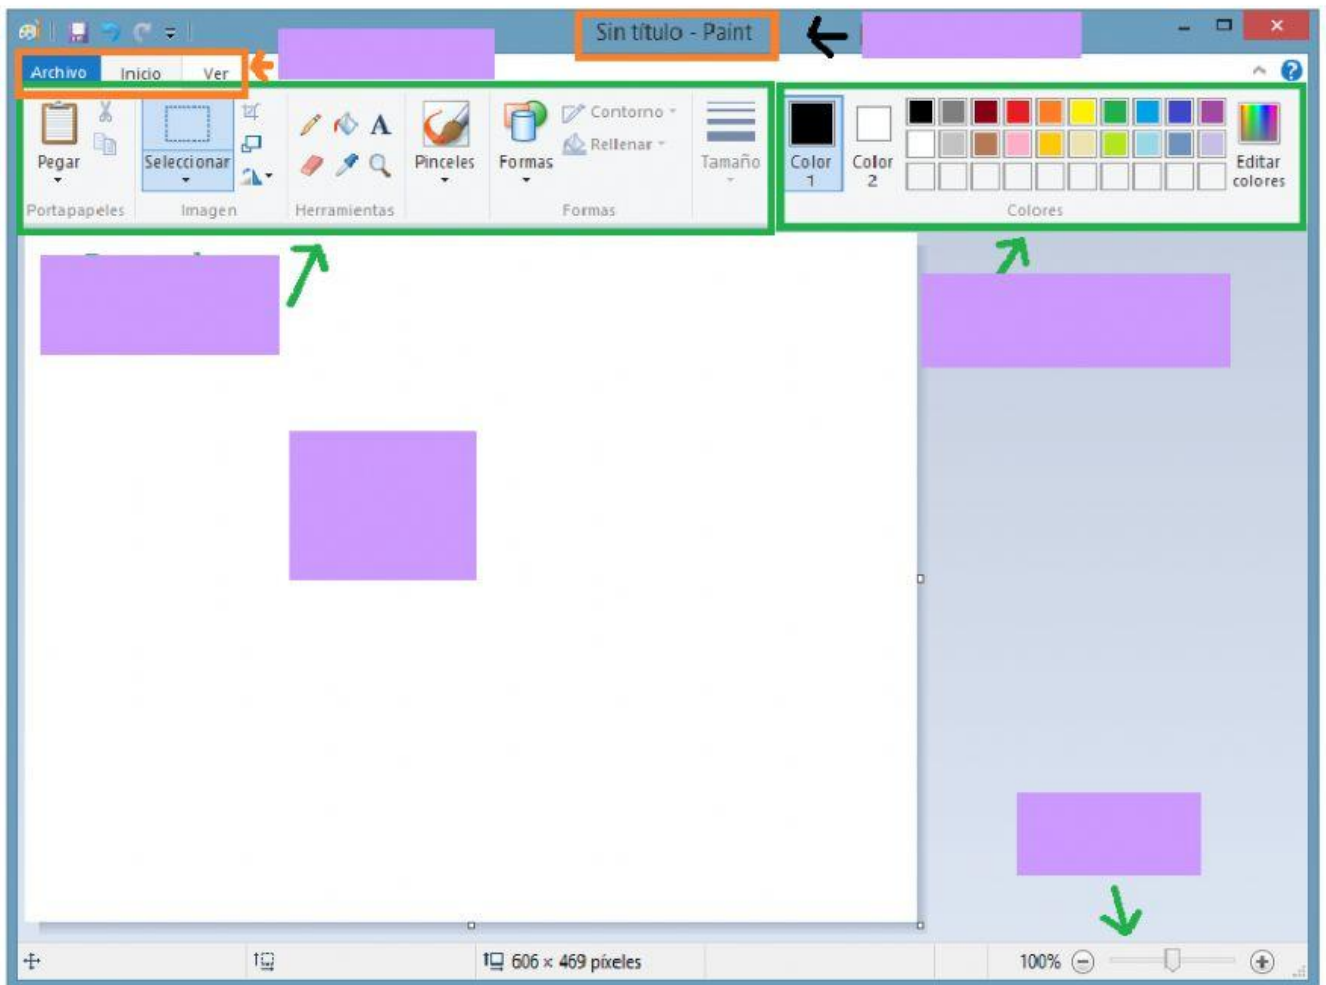 Sin título - Paint
Archivo Inicio Ver
Pegar
Seleccionar
A
Pinceles
Formas
Contorno
Rellenar
Tamaño
Color 1
Color 2
Editar colores
Portapapeles Imagen Herramientas Formas Colores
606 × 469 píxeles 100%